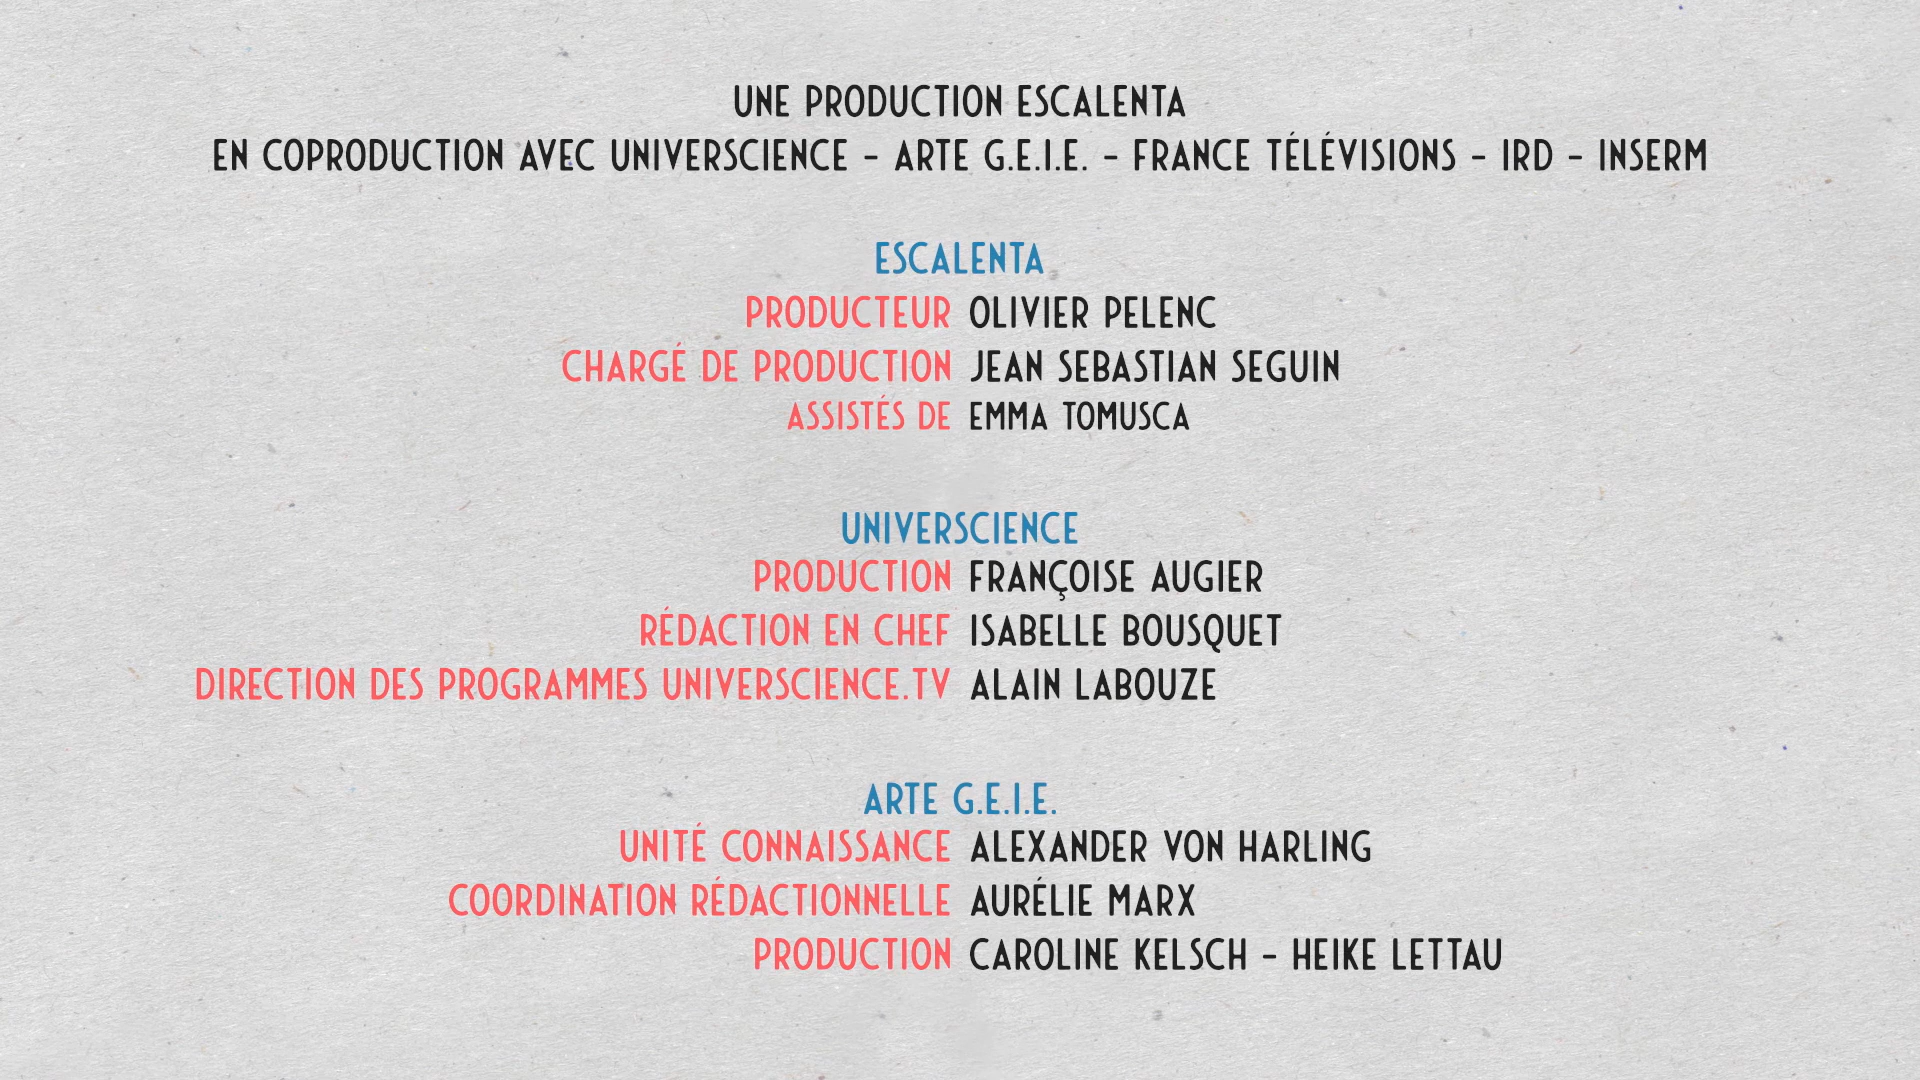 UNE PRODUCTION ESCALENTA
EN COPRODUCTION AVEC UNIVERSCIENCE - ARTE G.E.I.E. - FRANCE TÉLÉVISIONS - IRD - INSERM
ESCALENTA
PRODUCTEUR OLIVIER PELENC
CHARGÉ DE PRODUCTION JEAN SEBASTIAN SEGUIN
ASSISTÉS DE EMMA TOMUSCA
UNIVERSCIENCE
PRODUCTION FRANÇOISE AUGIER
RÉDACTION EN CHEF ISABELLE BOUSQUET
DIRECTION DES PROGRAMMES UNIVERSCIENCE.TV ALAIN LABOUZE
ARTE G.E.I.E.
UNITÉ CONNAISSANCE ALEXANDER VON HARLING
COORDINATION RÉDACTIONNELLE AURÉLIE MARX
PRODUCTION CAROLINE KELSCH - HEIKE LETTAU